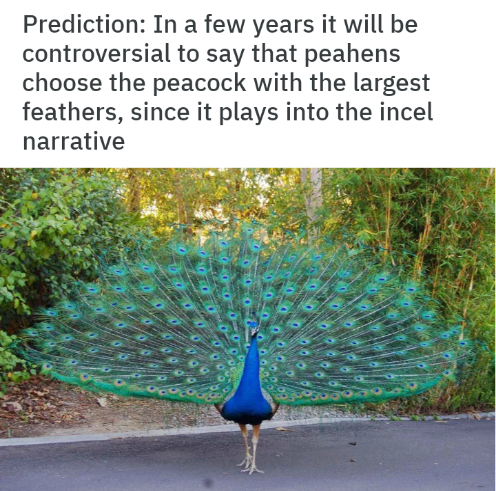 Prediction: In a few years it will be
controversial to say that peahens
choose the peacock with the largest
feathers, since it plays into the incel
narrative